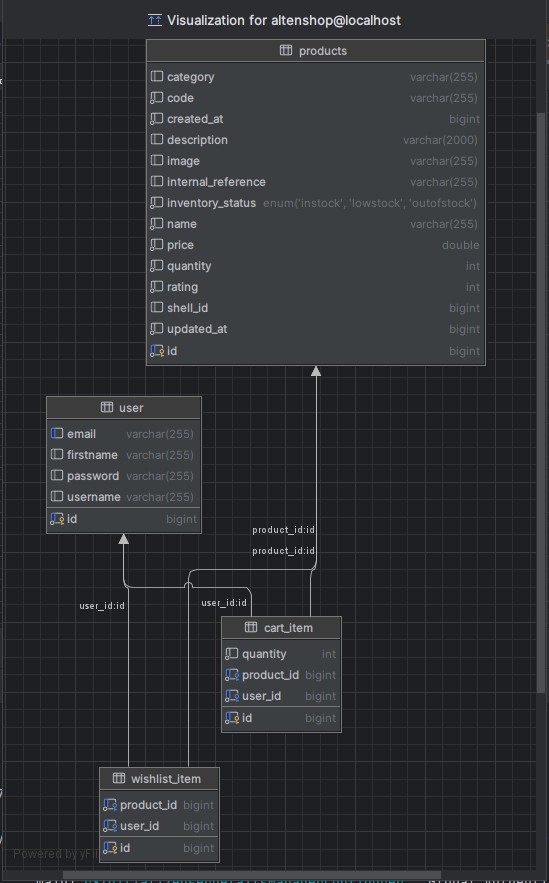 Visualization for altenshop@localhost
products
category varchar(255)
code varchar(255)
created_at bigint
description varchar(2000)
image varchar(255)
internal_reference varchar(255)
inventory_status enum('instock', 'lowstock', 'outofstock')
name varchar(255)
price double
quantity int
rating int
shell_id bigint
updated_at bigint
id bigint
user
email varchar(255)
firstname varchar(255)
password varchar(255)
username varchar(255)
id bigint
product_id:id
product_id:id
user_id:id
user_id:id
cart_item
quantity int
product_id bigint
user_id bigint
id bigint
wishlist_item
product_id bigint
user_id bigint
id bigint
Powered by yFil